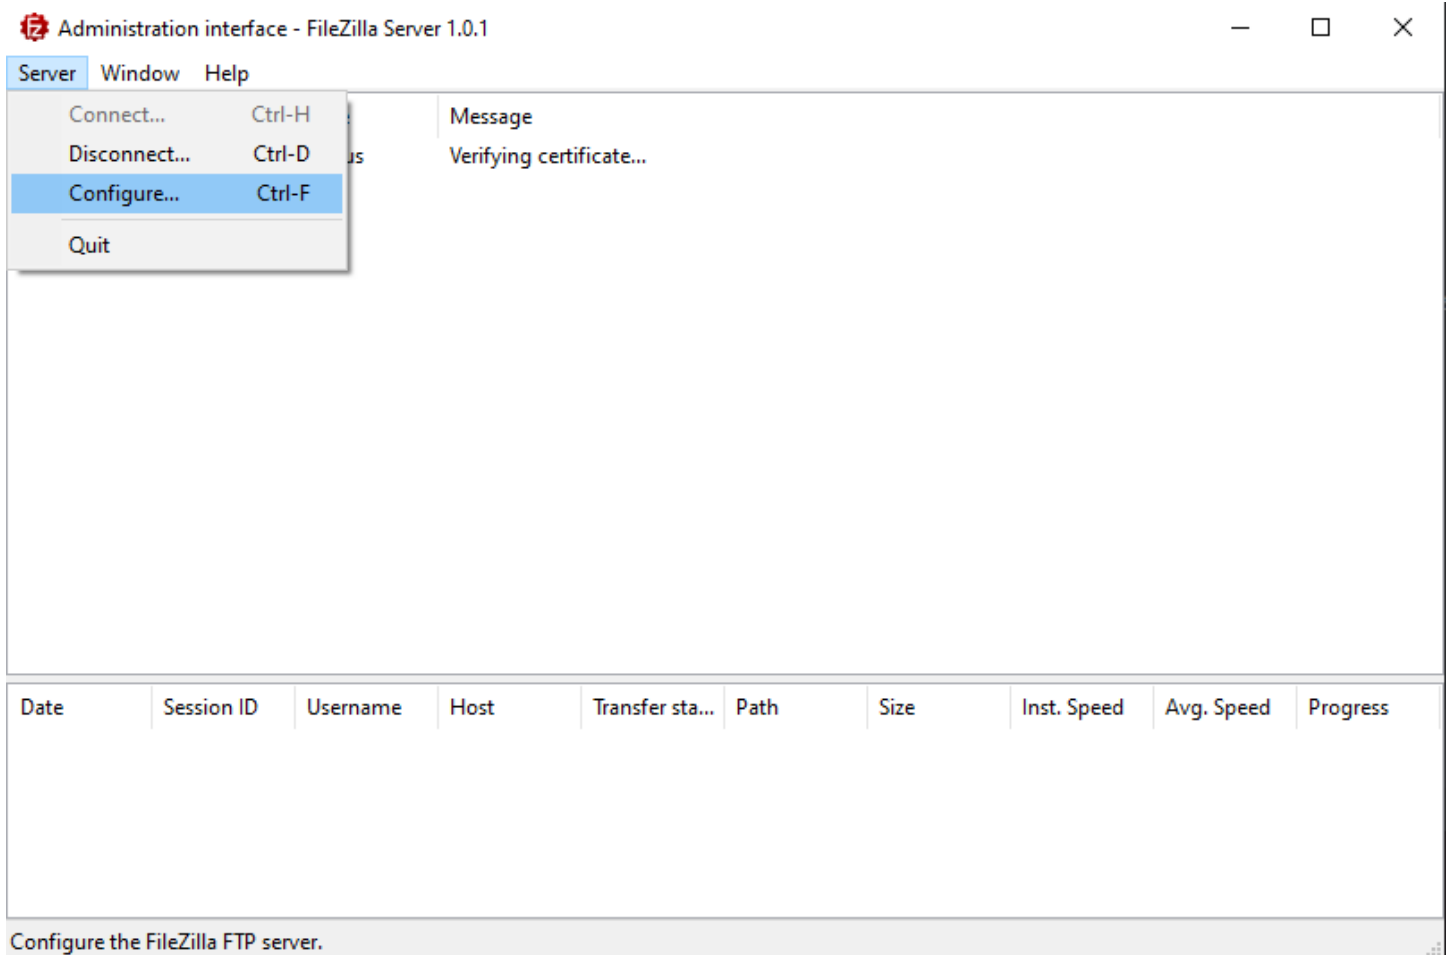 Administration interface - FileZilla Server 1.0.1
Server Window Help
Connect... Ctrl-H
Disconnect... Ctrl-D
Configure... Ctrl-F
Quit
Message
Verifying certificate...
Date Session ID Username Host Transfer sta... Path Size Inst. Speed Avg. Speed Progress
Configure the FileZilla FTP server.